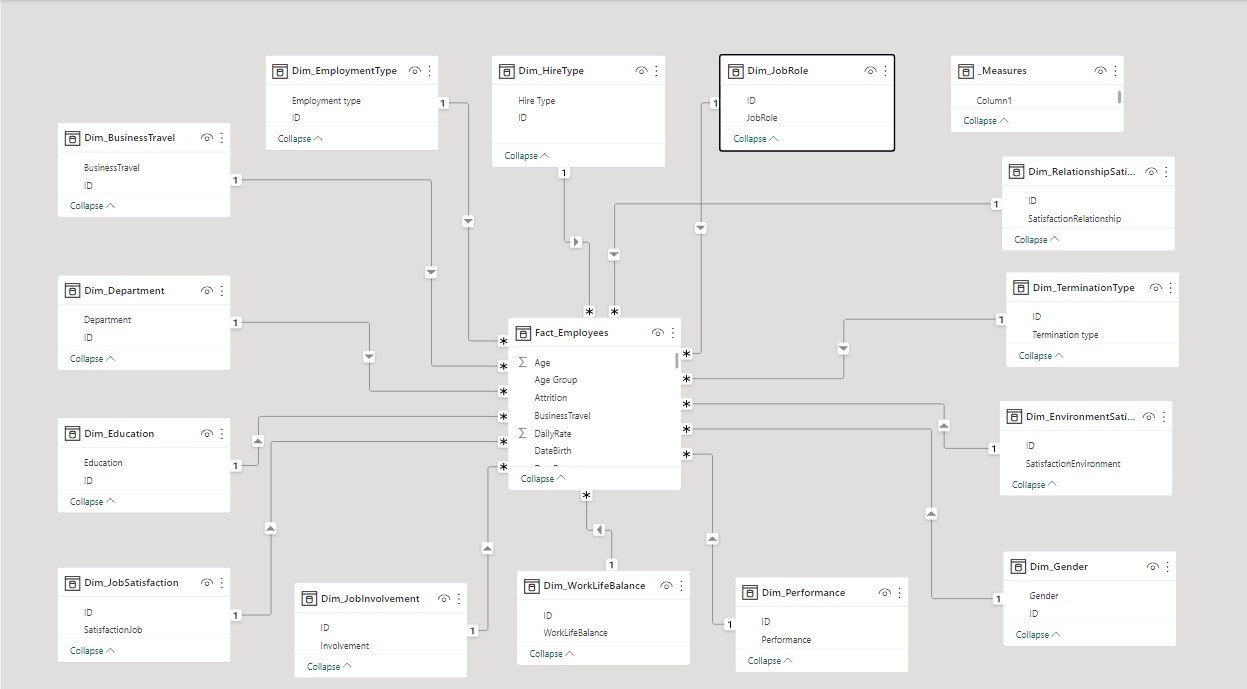 Dim_EmploymentType
Employment type
ID
Collapse
1
Dim_HireType
Hire Type
ID
Collapse
1
Dim_JobRole
ID
JobRole
Collapse
1
_Measures
Column1
Collapse
Dim_BusinessTravel
BusinessTravel
ID
Collapse
1
Dim_RelationshipSati...
ID
SatisfactionRelationship
Collapse
1
Dim_Department
Department
ID
Collapse
1
Dim_TerminationType
ID
Termination type
Collapse
1
* *
Fact_Employees
Σ Age
Age Group
Attrition
BusinessTravel
Σ DailyRate
DateBirth
Collapse
* * * * * *
* * * * *
*
Dim_Education
Education
ID
Collapse
1
Dim_EnvironmentSati...
ID
SatisfactionEnvironment
Collapse
1
Dim_JobSatisfaction
ID
SatisfactionJob
Collapse
1
Dim_JobInvolvement
ID
Involvement
Collapse
1
Dim_WorkLifeBalance
ID
WorkLifeBalance
Collapse
1
Dim_Performance
ID
Performance
Collapse
1
Dim_Gender
Gender
ID
Collapse
1